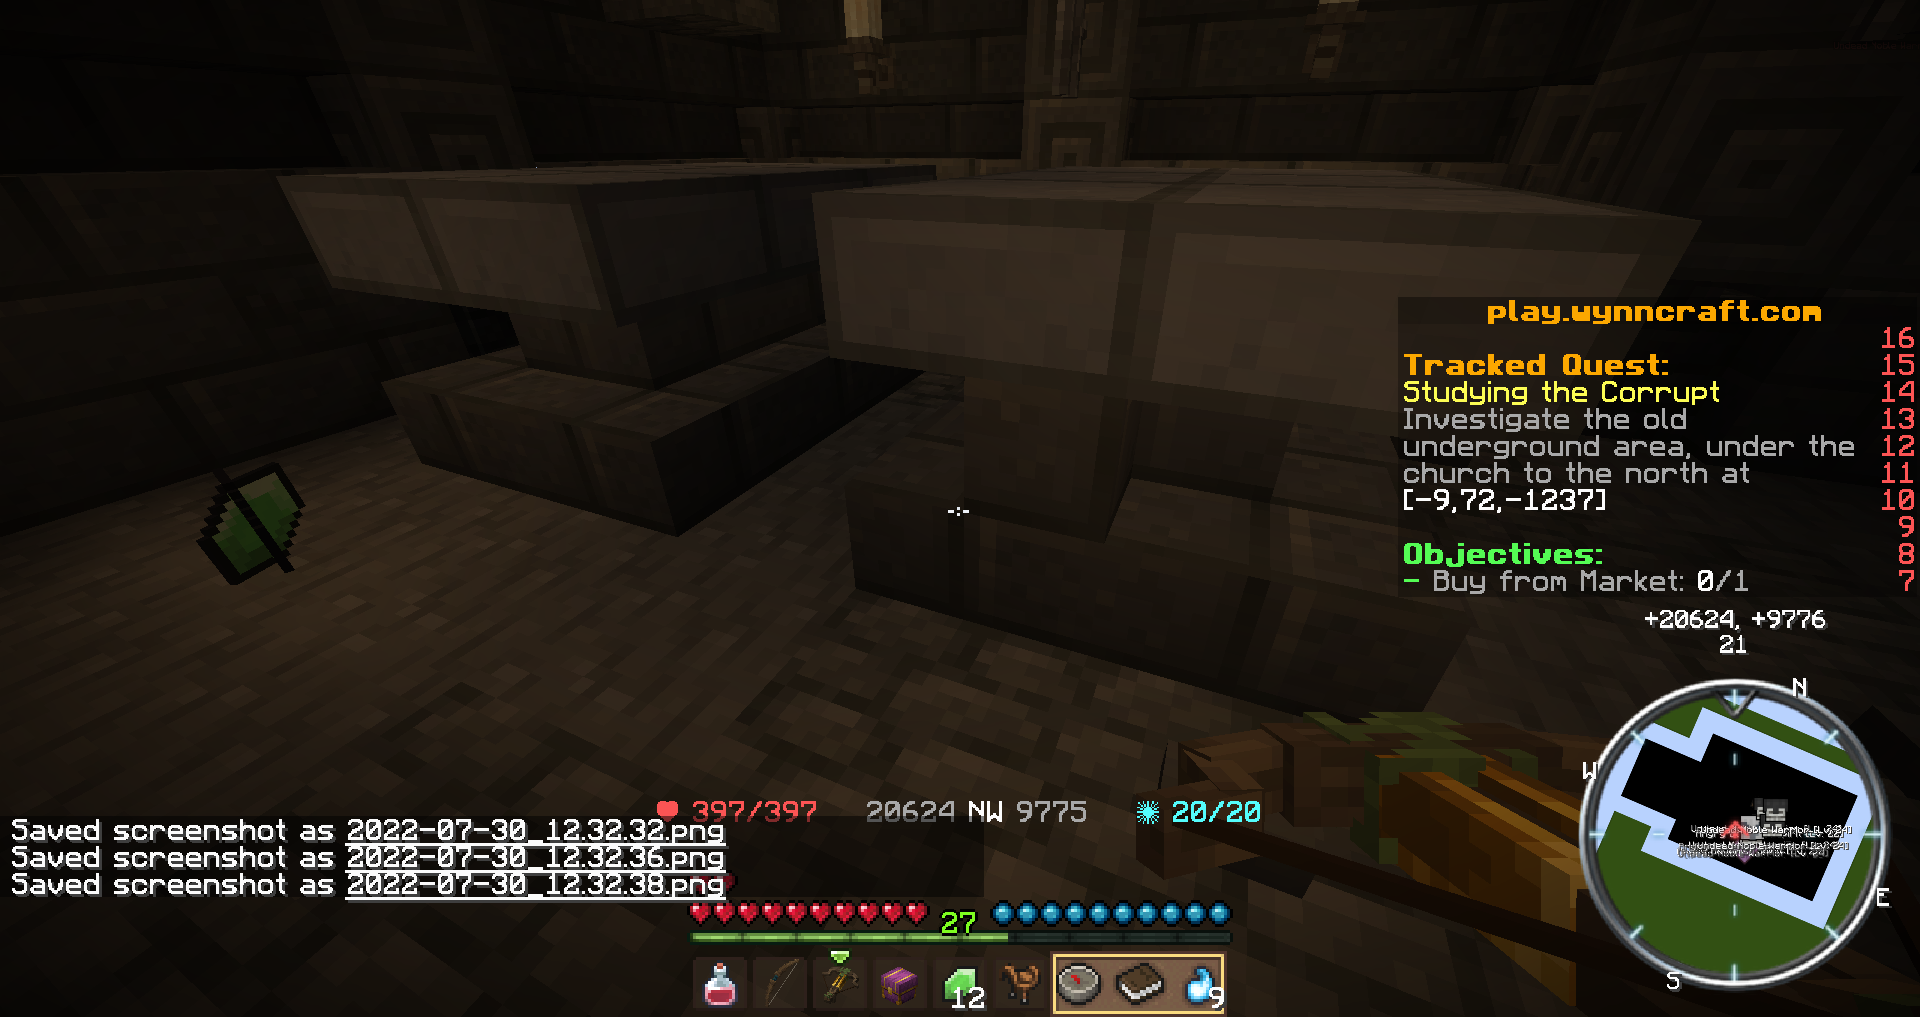 play.wynncraft.com
16
Tracked Quest: 15
Studying the Corrupt 14
Investigate the old 13
underground area, under the 12
church to the north at 11
[-9,72,-1237] 10
9
Objectives: 8
- Buy from Market: 0/1 7
+20624, +9776
21
N
W
E
S
397/397 20624 NW 9775 20/20
Saved screenshot as 2022-07-30_12.32.32.png
Saved screenshot as 2022-07-30_12.32.36.png
Saved screenshot as 2022-07-30_12.32.38.png
27
12
9